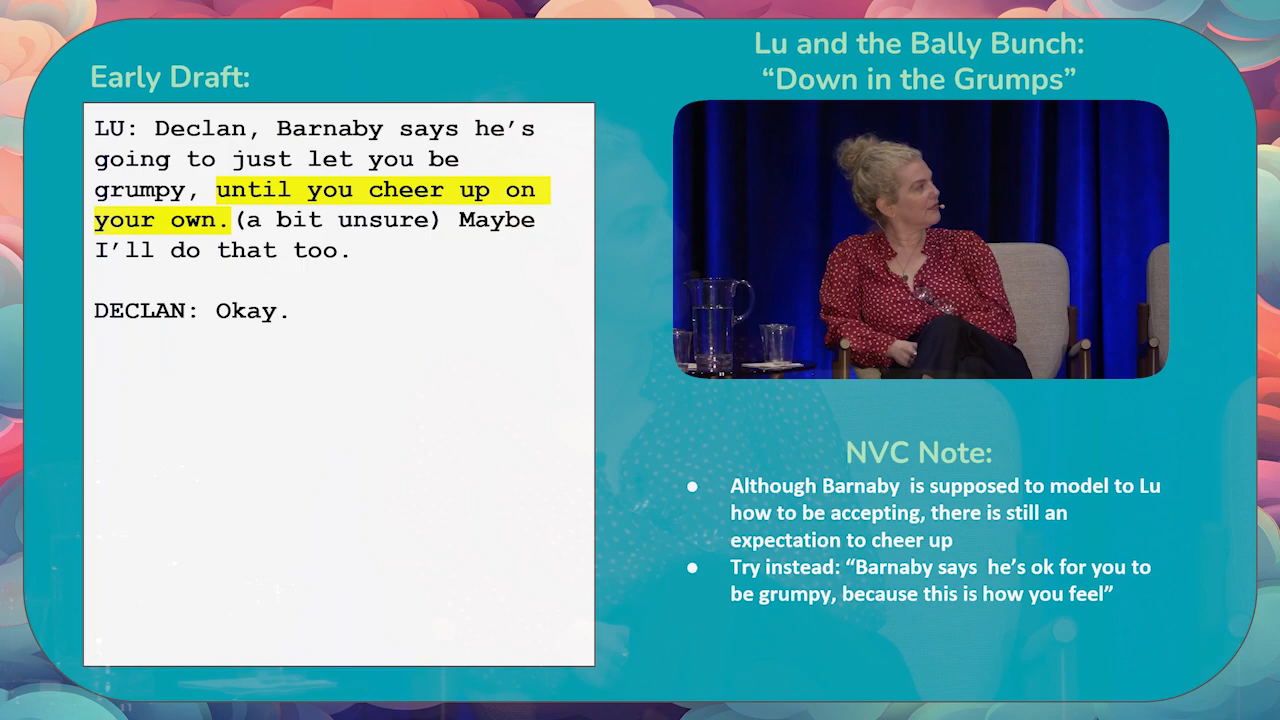 Early Draft:
LU: Declan, Barnaby says he’s
going to just let you be
grumpy, until you cheer up on
your own.(a bit unsure) Maybe
I’ll do that too.
DECLAN: Okay.
Lu and the Bally Bunch:
“Down in the Grumps”
NVC Note:
● Although Barnaby is supposed to model to Lu
how to be accepting, there is still an
expectation to cheer up
● Try instead: “Barnaby says he’s ok for you to
be grumpy, because this is how you feel”